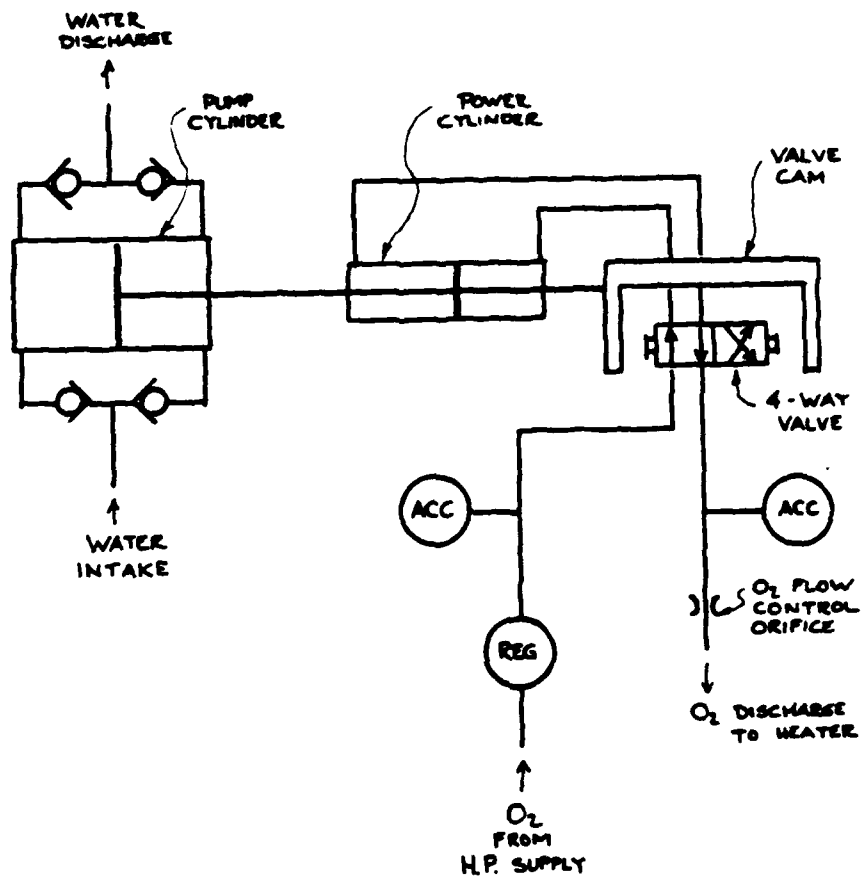 WATER
DISCHARGE
PUMP
CYLINDER
POWER
CYLINDER
VALVE
CAM
4-WAY
VALVE
ACC
ACC
WATER
INTAKE
O₂ FLOW
CONTROL
ORIFICE
REG
O₂ DISCHARGE
TO HEATER
O₂
FROM
H.P. SUPPLY